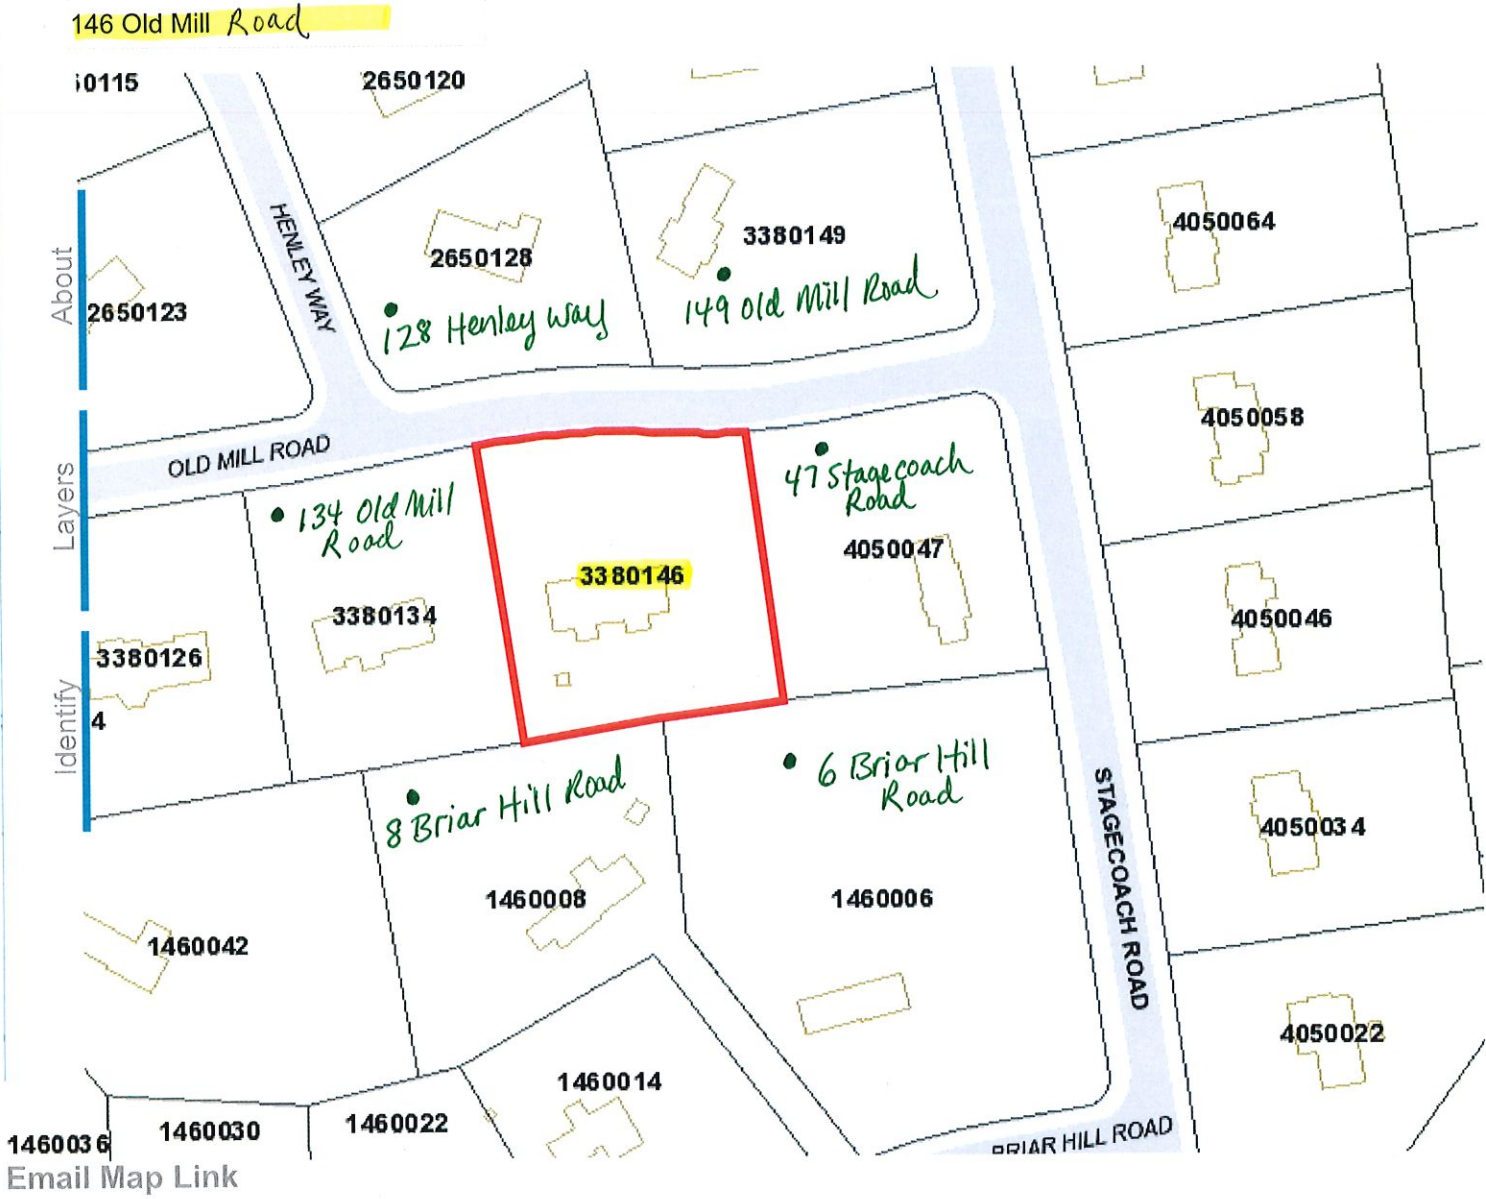 146 Old Mill Road
50115
2650120
HENLEY WAY
2650128
3380149
4050064
2650123
128 Henley Way
149 Old Mill Road
About
4050058
OLD MILL ROAD
47 Stagecoach
Road
Layers
134 Old Mill
Road
4050047
3380146
3380134
4050046
3380126
4
Identify
8 Briar Hill Road
6 Briar Hill
Road
STAGECOACH ROAD
4050034
1460008
1460006
1460042
4050022
1460014
1460036
1460030
1460022
BRIAR HILL ROAD
Email Map Link